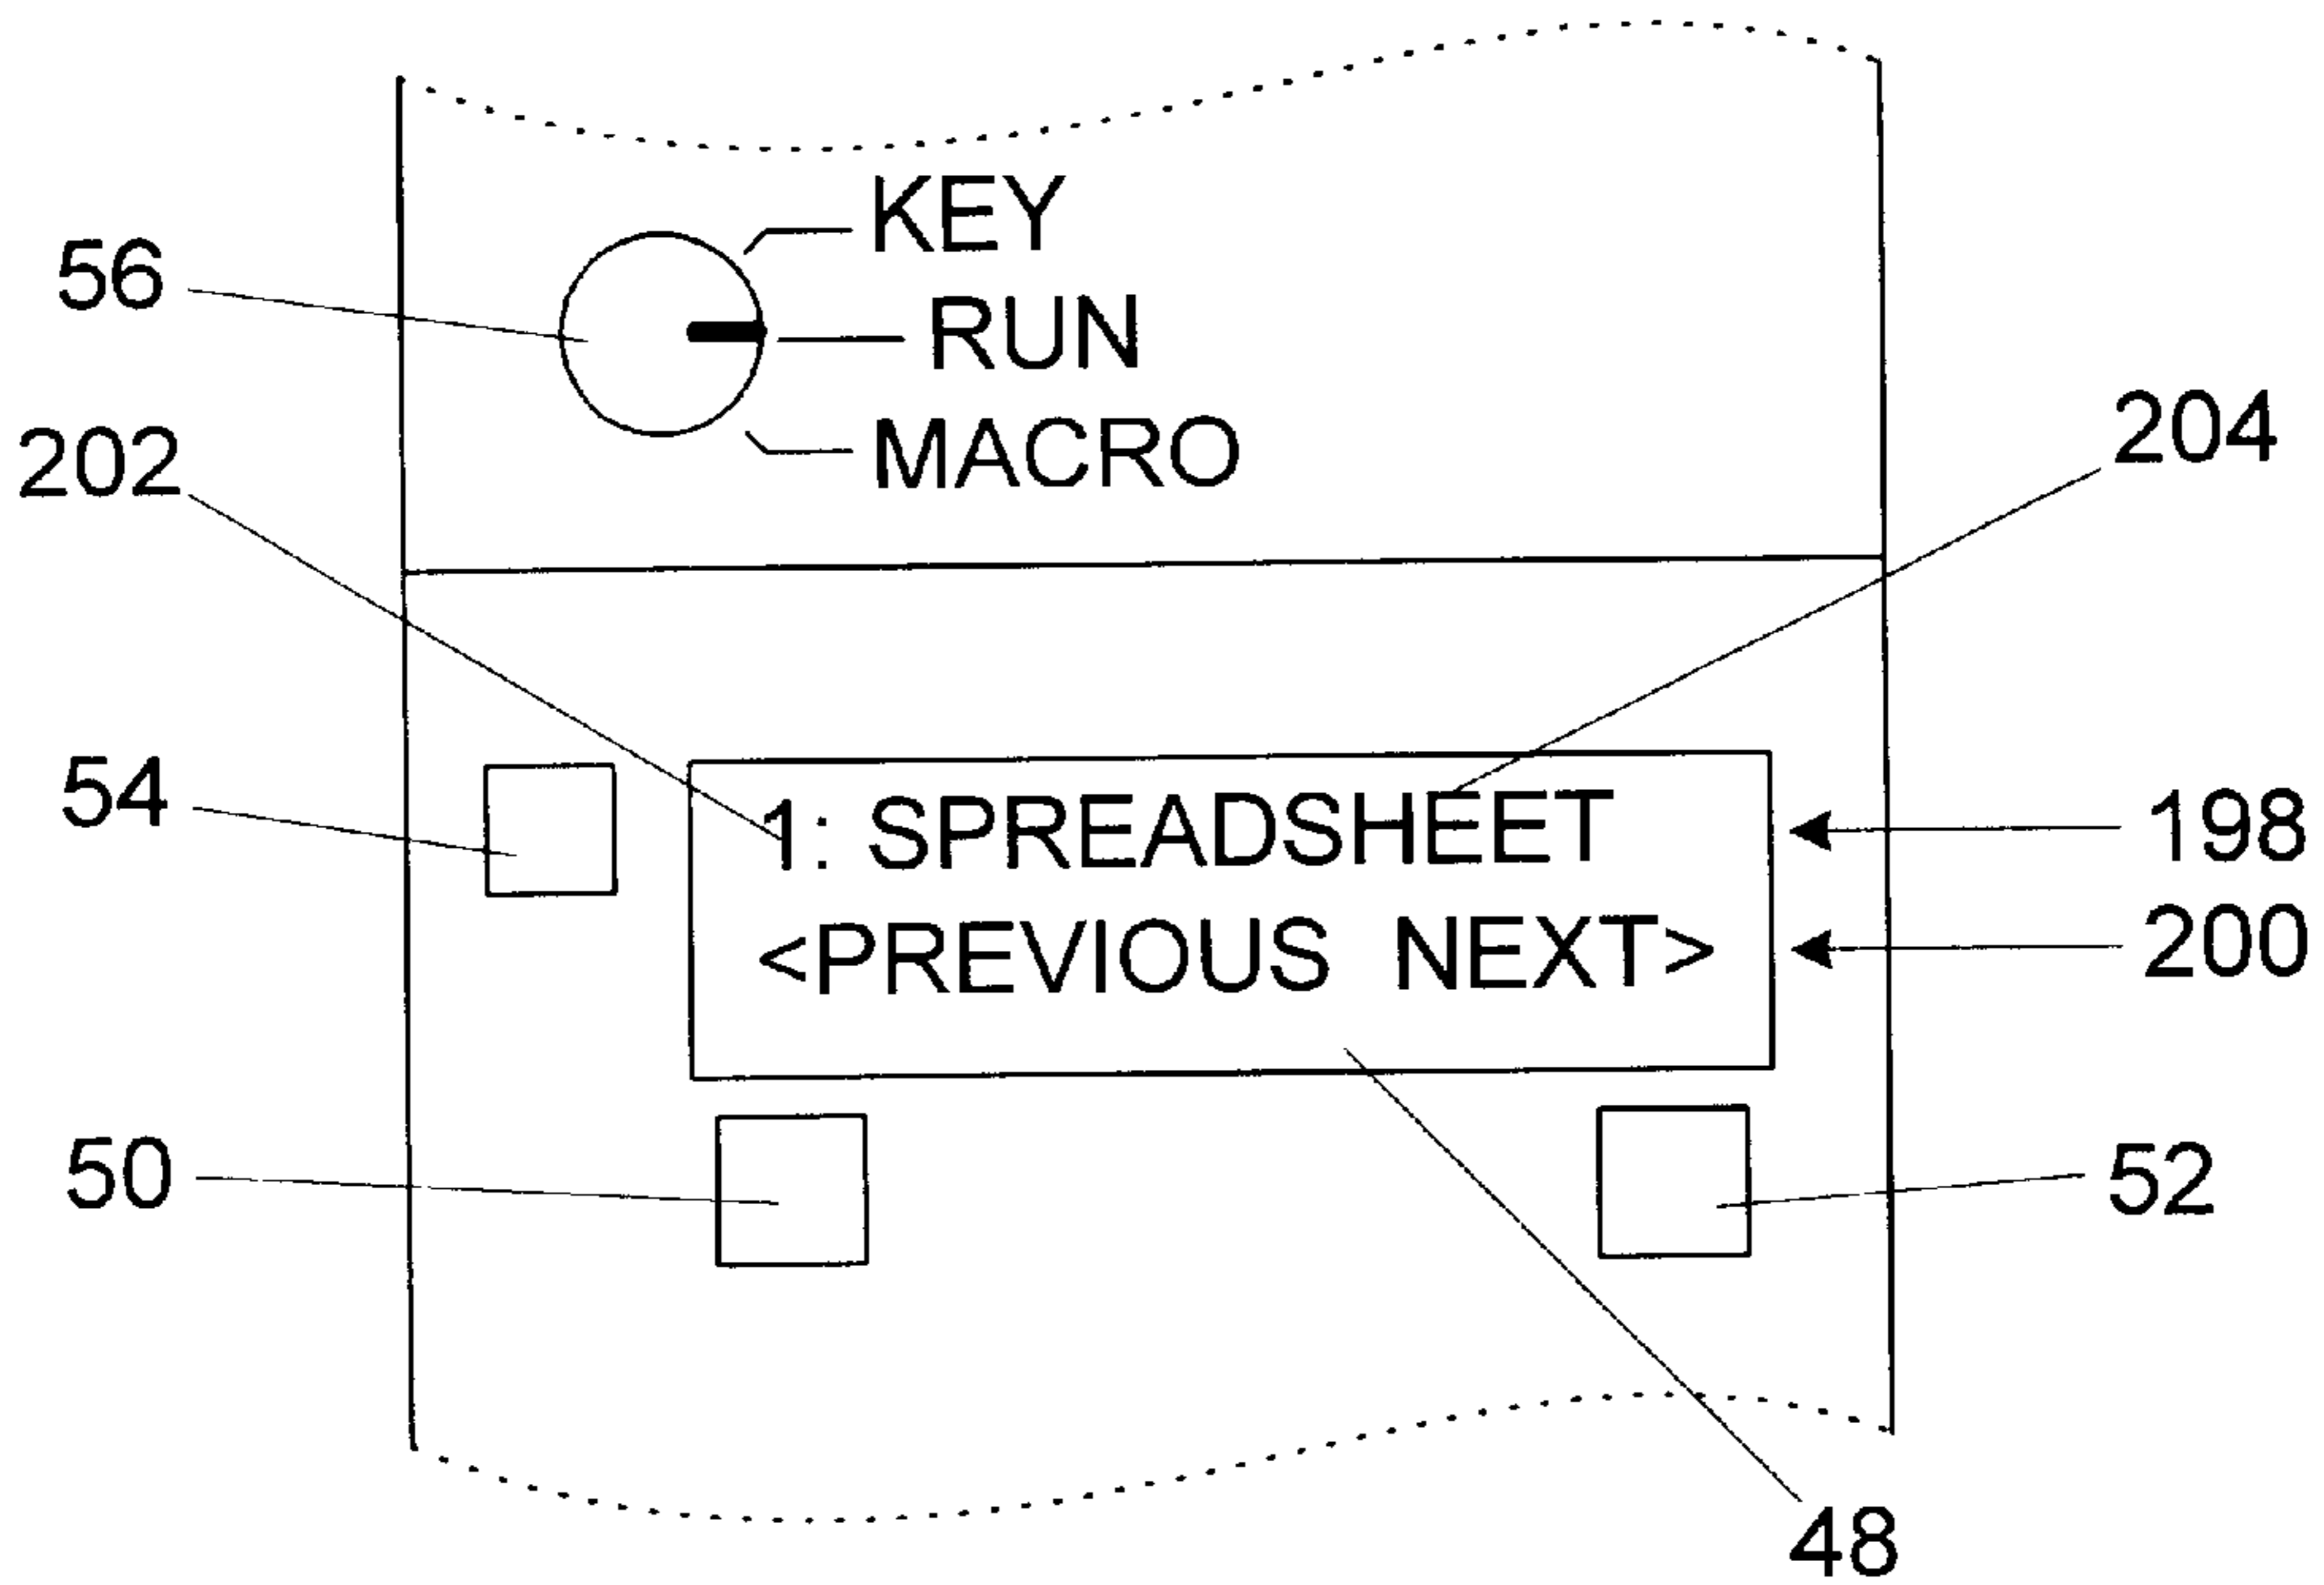 KEY
56
RUN
204
202
MACRO
54
1: SPREADSHEET
198
<PREVIOUS NEXT>
200
50
52
48